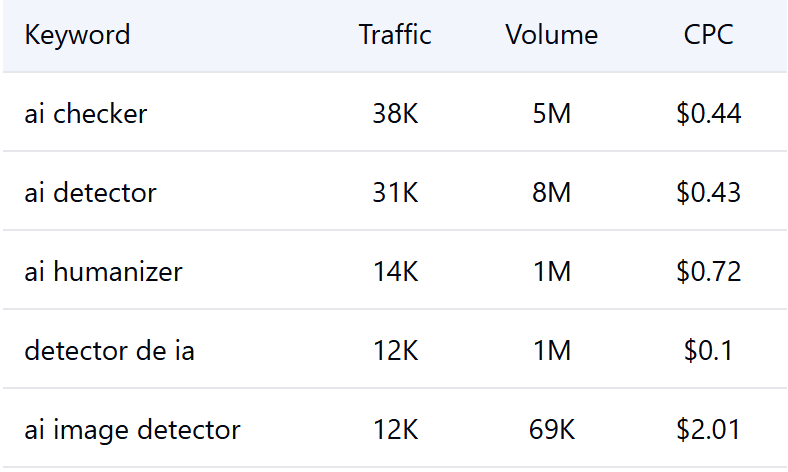 Keyword Traffic Volume CPC
ai checker 38K 5M $0.44
ai detector 31K 8M $0.43
ai humanizer 14K 1M $0.72
detector de ia 12K 1M $0.1
ai image detector 12K 69K $2.01